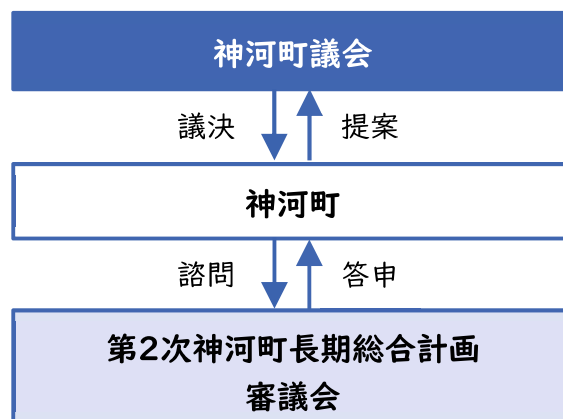 神河町議会
議決 提案
神河町
諮問 答申
第2次神河町長期総合計画
審議会